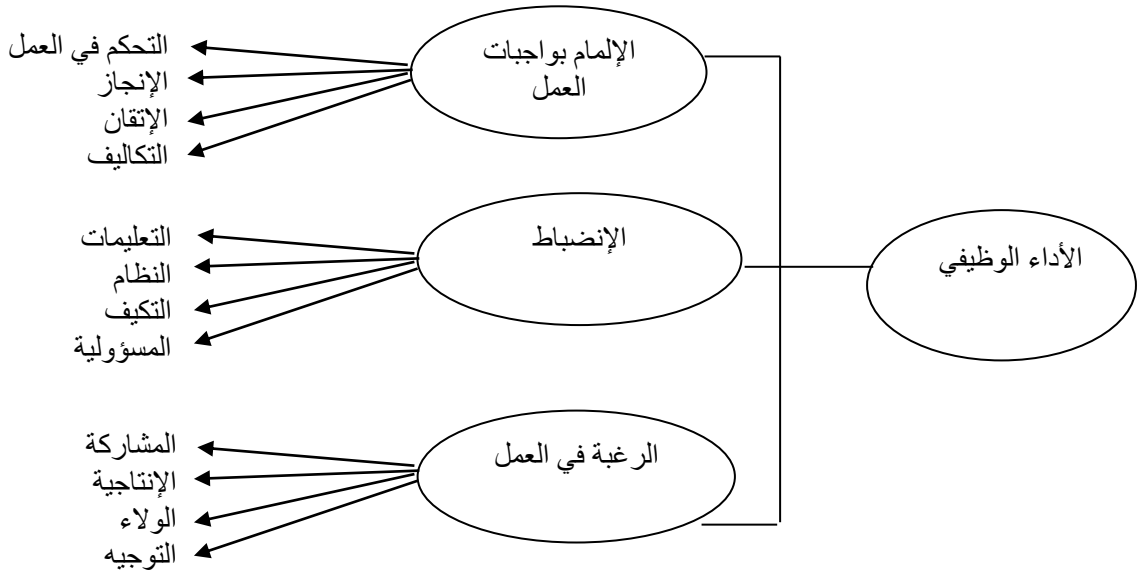 الأداء الوظيفي
الإلمام بواجبات
العمل
التحكم في العمل
الإنجاز
الإتقان
التكاليف
الإنضباط
التعليمات
النظام
التكيف
المسؤولية
الرغبة في العمل
المشاركة
الإنتاجية
الولاء
التوجيه